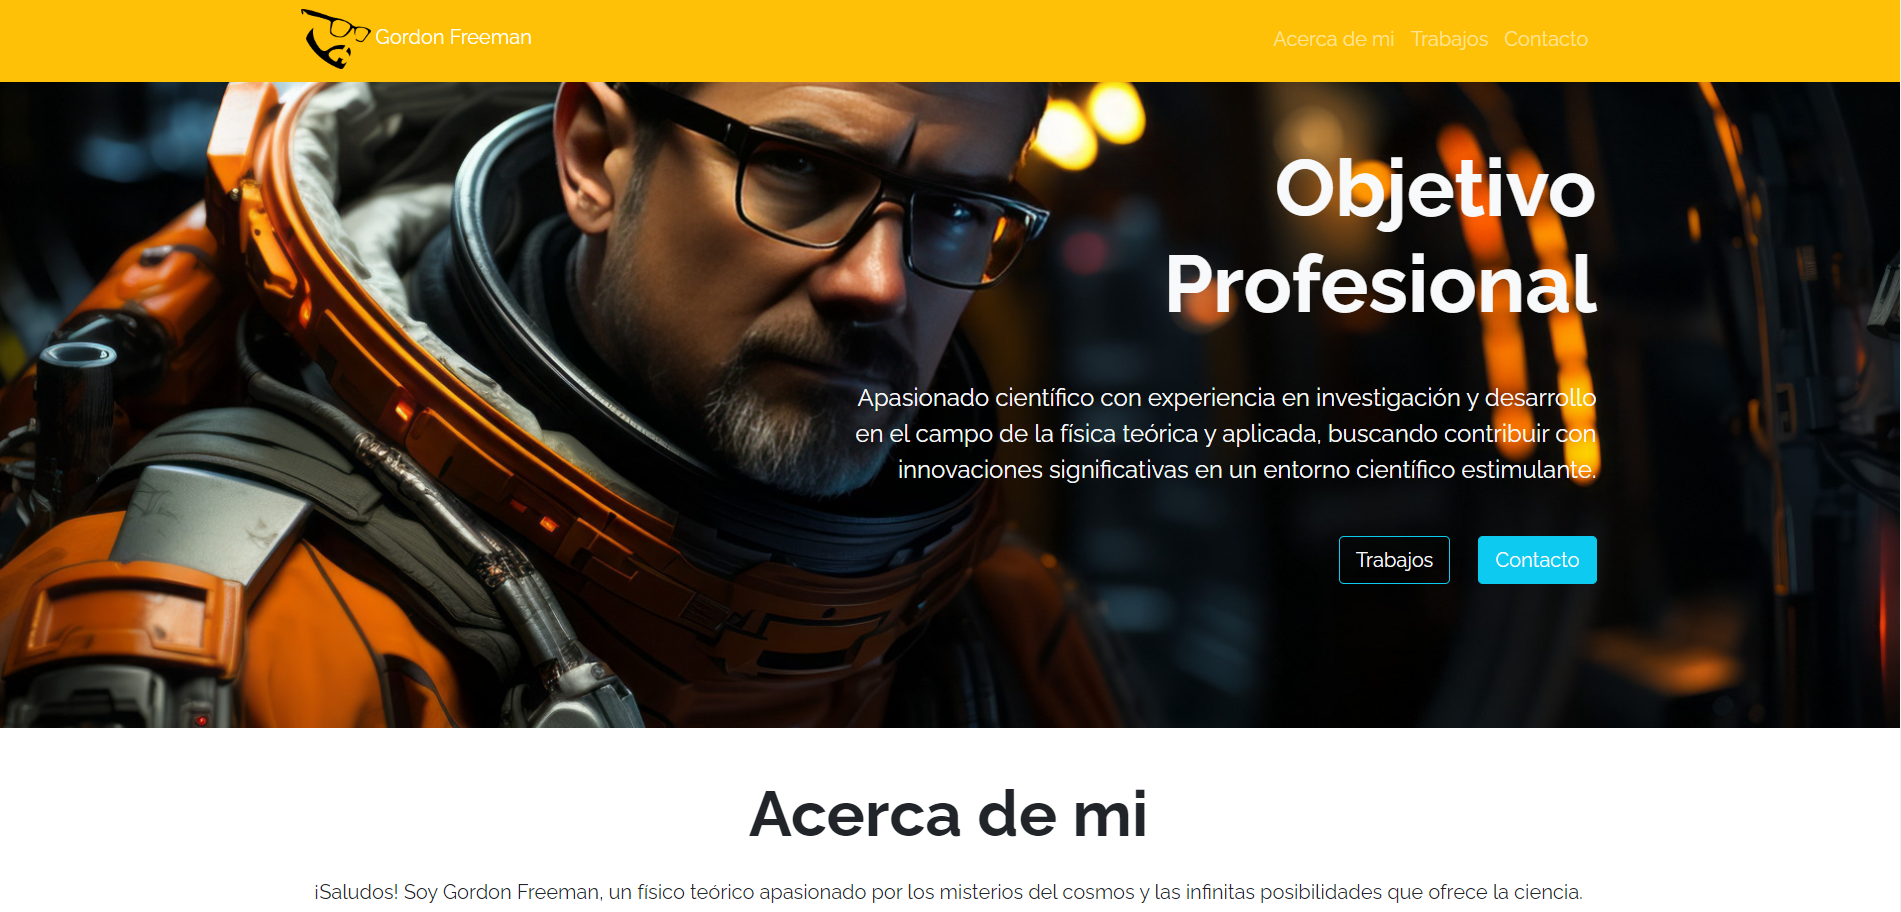 Gordon Freeman
Acerca de mi
Trabajos
Contacto
Objetivo
Profesional
Apasionado científico con experiencia en investigación y desarrollo
en el campo de la física teórica y aplicada, buscando contribuir con
innovaciones significativas en un entorno científico estimulante.
Trabajos
Contacto
Acerca de mi
¡Saludos! Soy Gordon Freeman, un físico teórico apasionado por los misterios del cosmos y las infinitas posibilidades que ofrece la ciencia.